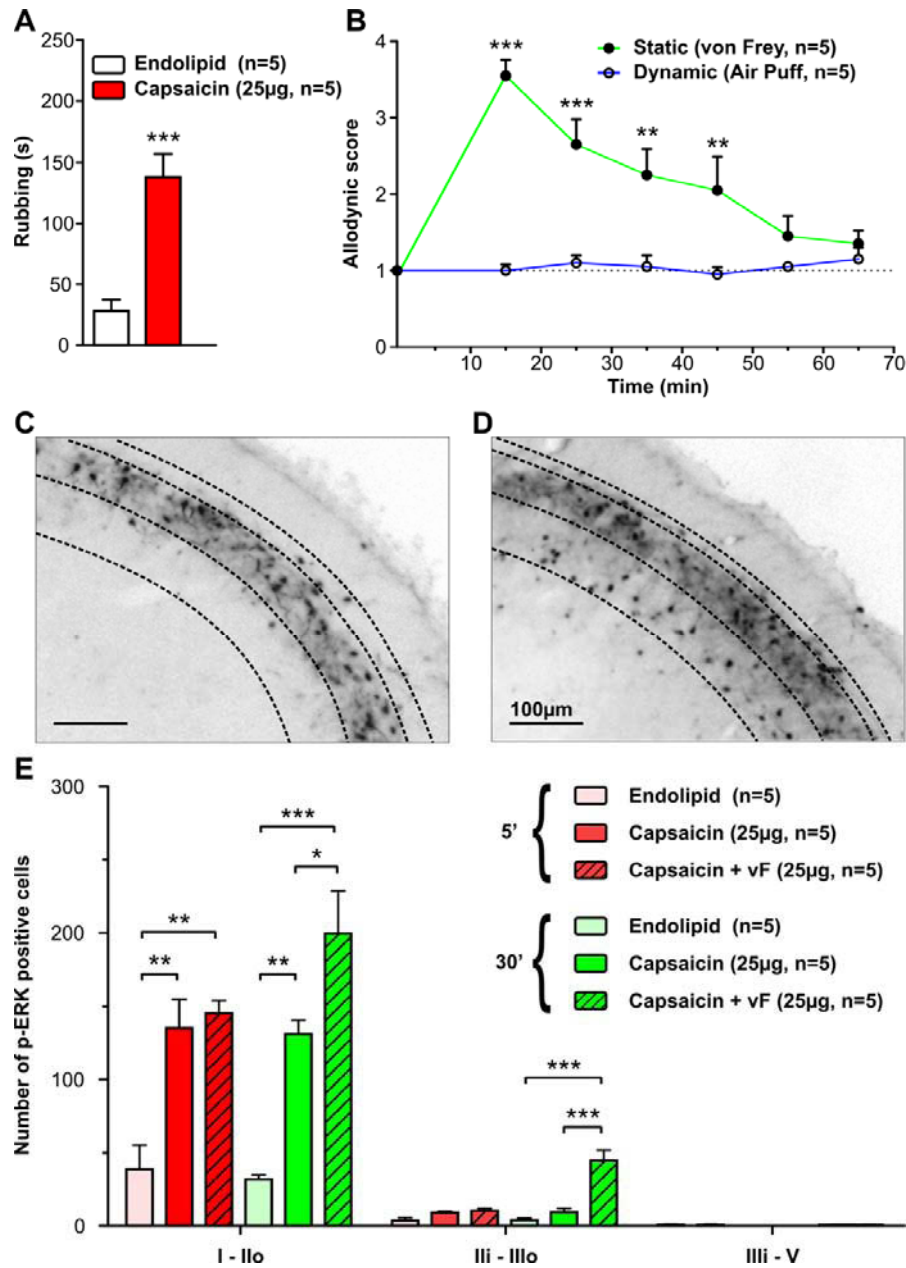 A
Endolipid (n=5)
Capsaicin (25µg, n=5)
250
200
150
100
50
0
Rubbing (s)
***
B
Static (von Frey, n=5)
Dynamic (Air Puff, n=5)
4
3
2
1
0
Allodynic score
***
***
**
**
0
10
20
30
40
50
60
70
Time (min)
C
D
100µm
E
300
200
100
0
Number of p-ERK positive cells
**
**
***
*
**
***
***
5'
Endolipid (n=5)
Capsaicin (25µg, n=5)
Capsaicin + vF (25µg, n=5)
30'
Endolipid (n=5)
Capsaicin (25µg, n=5)
Capsaicin + vF (25µg, n=5)
I - IIo
IIi - IIIo
IIIi - V